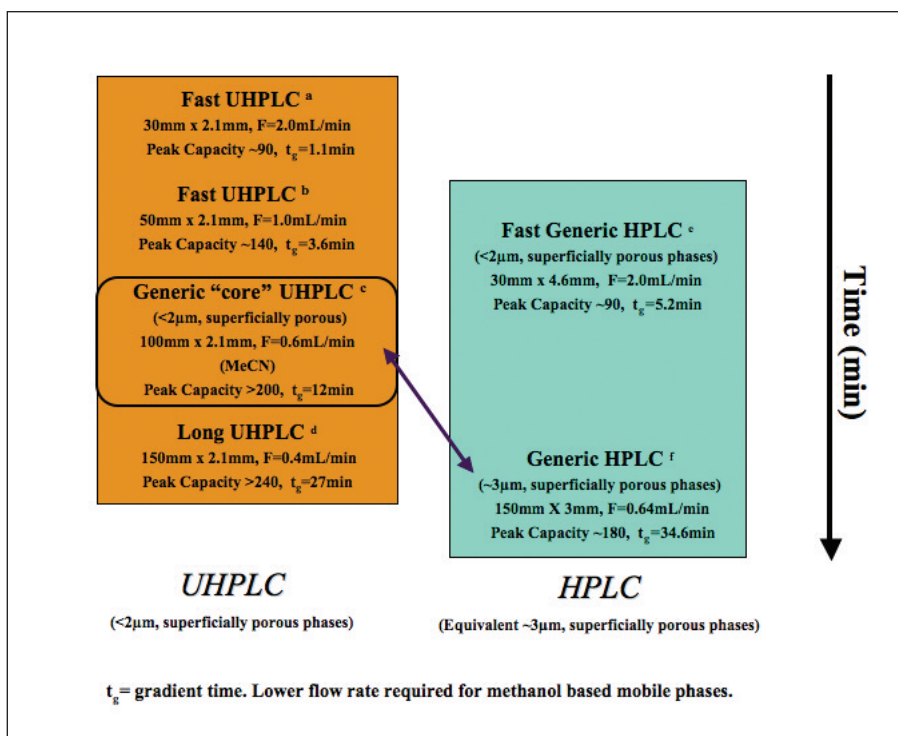 Fast UHPLC a
30mm x 2.1mm, F=2.0mL/min
Peak Capacity ~90, tg=1.1min
Fast UHPLC b
50mm x 2.1mm, F=1.0mL/min
Peak Capacity ~140, tg=3.6min
Generic “core” UHPLC c
(<2µm, superficially porous)
100mm x 2.1mm, F=0.6mL/min
(MeCN)
Peak Capacity >200, tg=12min
Long UHPLC d
150mm x 2.1mm, F=0.4mL/min
Peak Capacity >240, tg=27min
UHPLC
(<2µm, superficially porous phases)
Fast Generic HPLC e
(<2µm, superficially porous phases)
30mm x 4.6mm, F=2.0mL/min
Peak Capacity ~90, tg=5.2min
Generic HPLC f
(~3µm, superficially porous phases)
150mm X 3mm, F=0.64mL/min
Peak Capacity ~180, tg=34.6min
HPLC
(Equivalent ~3µm, superficially porous phases)
Time (min)
tg= gradient time. Lower flow rate required for methanol based mobile phases.